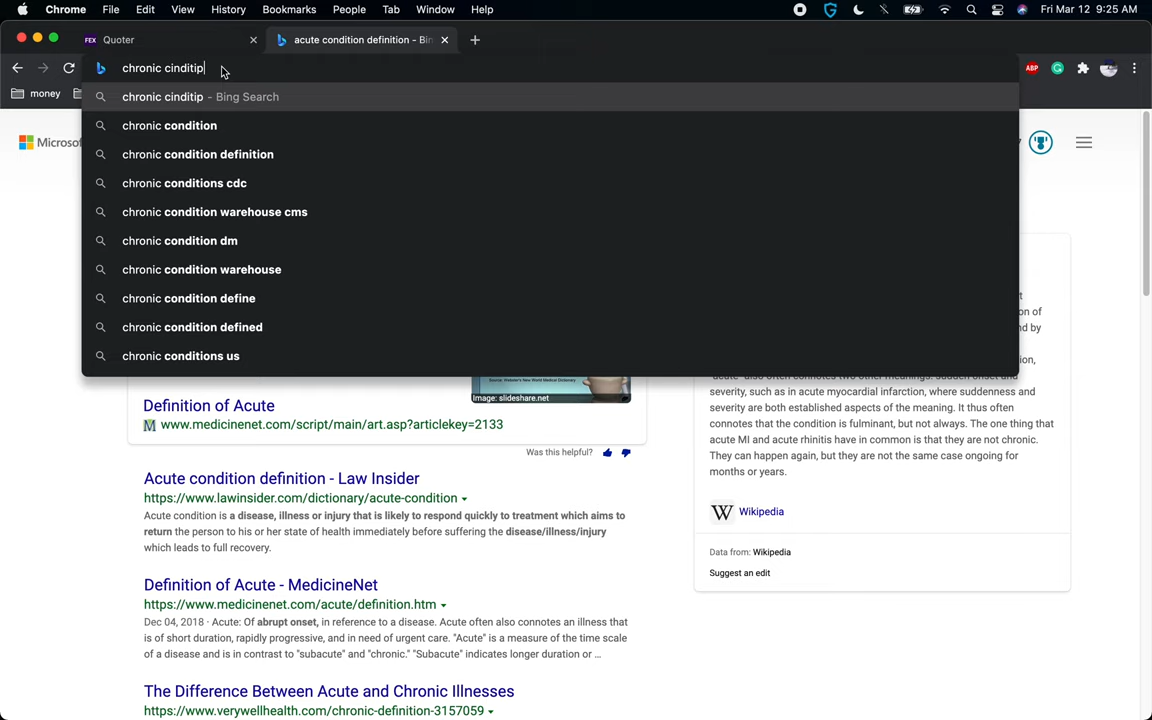 Chrome File Edit View History Bookmarks People Tab Window Help Fri Mar 12 9:25 AM
FEX Quoter acute condition definition - Bin
chronic cinditip ABP
money
chronic cinditip - Bing Search
chronic condition
Microsof
chronic condition definition
chronic conditions cdc
chronic condition warehouse cms
chronic condition dm
chronic condition warehouse
chronic condition define
chronic condition defined
chronic conditions us
on of
nd by
ion,
severity, such as in acute myocardial infarction, where suddenness and
severity are both established aspects of the meaning. It thus often
connotes that the condition is fulminant, but not always. The one thing that
acute MI and acute rhinitis have in common is that they are not chronic.
They can happen again, but they are not the same case ongoing for
months or years.
W Wikipedia
Data from: Wikipedia
Suggest an edit
Source: Webster's New World Medical Dictionary
Image: slideshare.net
Definition of Acute
M www.medicinenet.com/script/main/art.asp?articlekey=2133
Was this helpful?
Acute condition definition - Law Insider
https://www.lawinsider.com/dictionary/acute-condition
Acute condition is a disease, illness or injury that is likely to respond quickly to treatment which aims to
return the person to his or her state of health immediately before suffering the disease/illness/injury
which leads to full recovery.
Definition of Acute - MedicineNet
https://www.medicinenet.com/acute/definition.htm
Dec 04, 2018 · Acute: Of abrupt onset, in reference to a disease. Acute often also connotes an illness that
is of short duration, rapidly progressive, and in need of urgent care. "Acute" is a measure of the time scale
of a disease and is in contrast to "subacute" and "chronic." "Subacute" indicates longer duration or ...
The Difference Between Acute and Chronic Illnesses
https://www.verywellhealth.com/chronic-definition-3157059